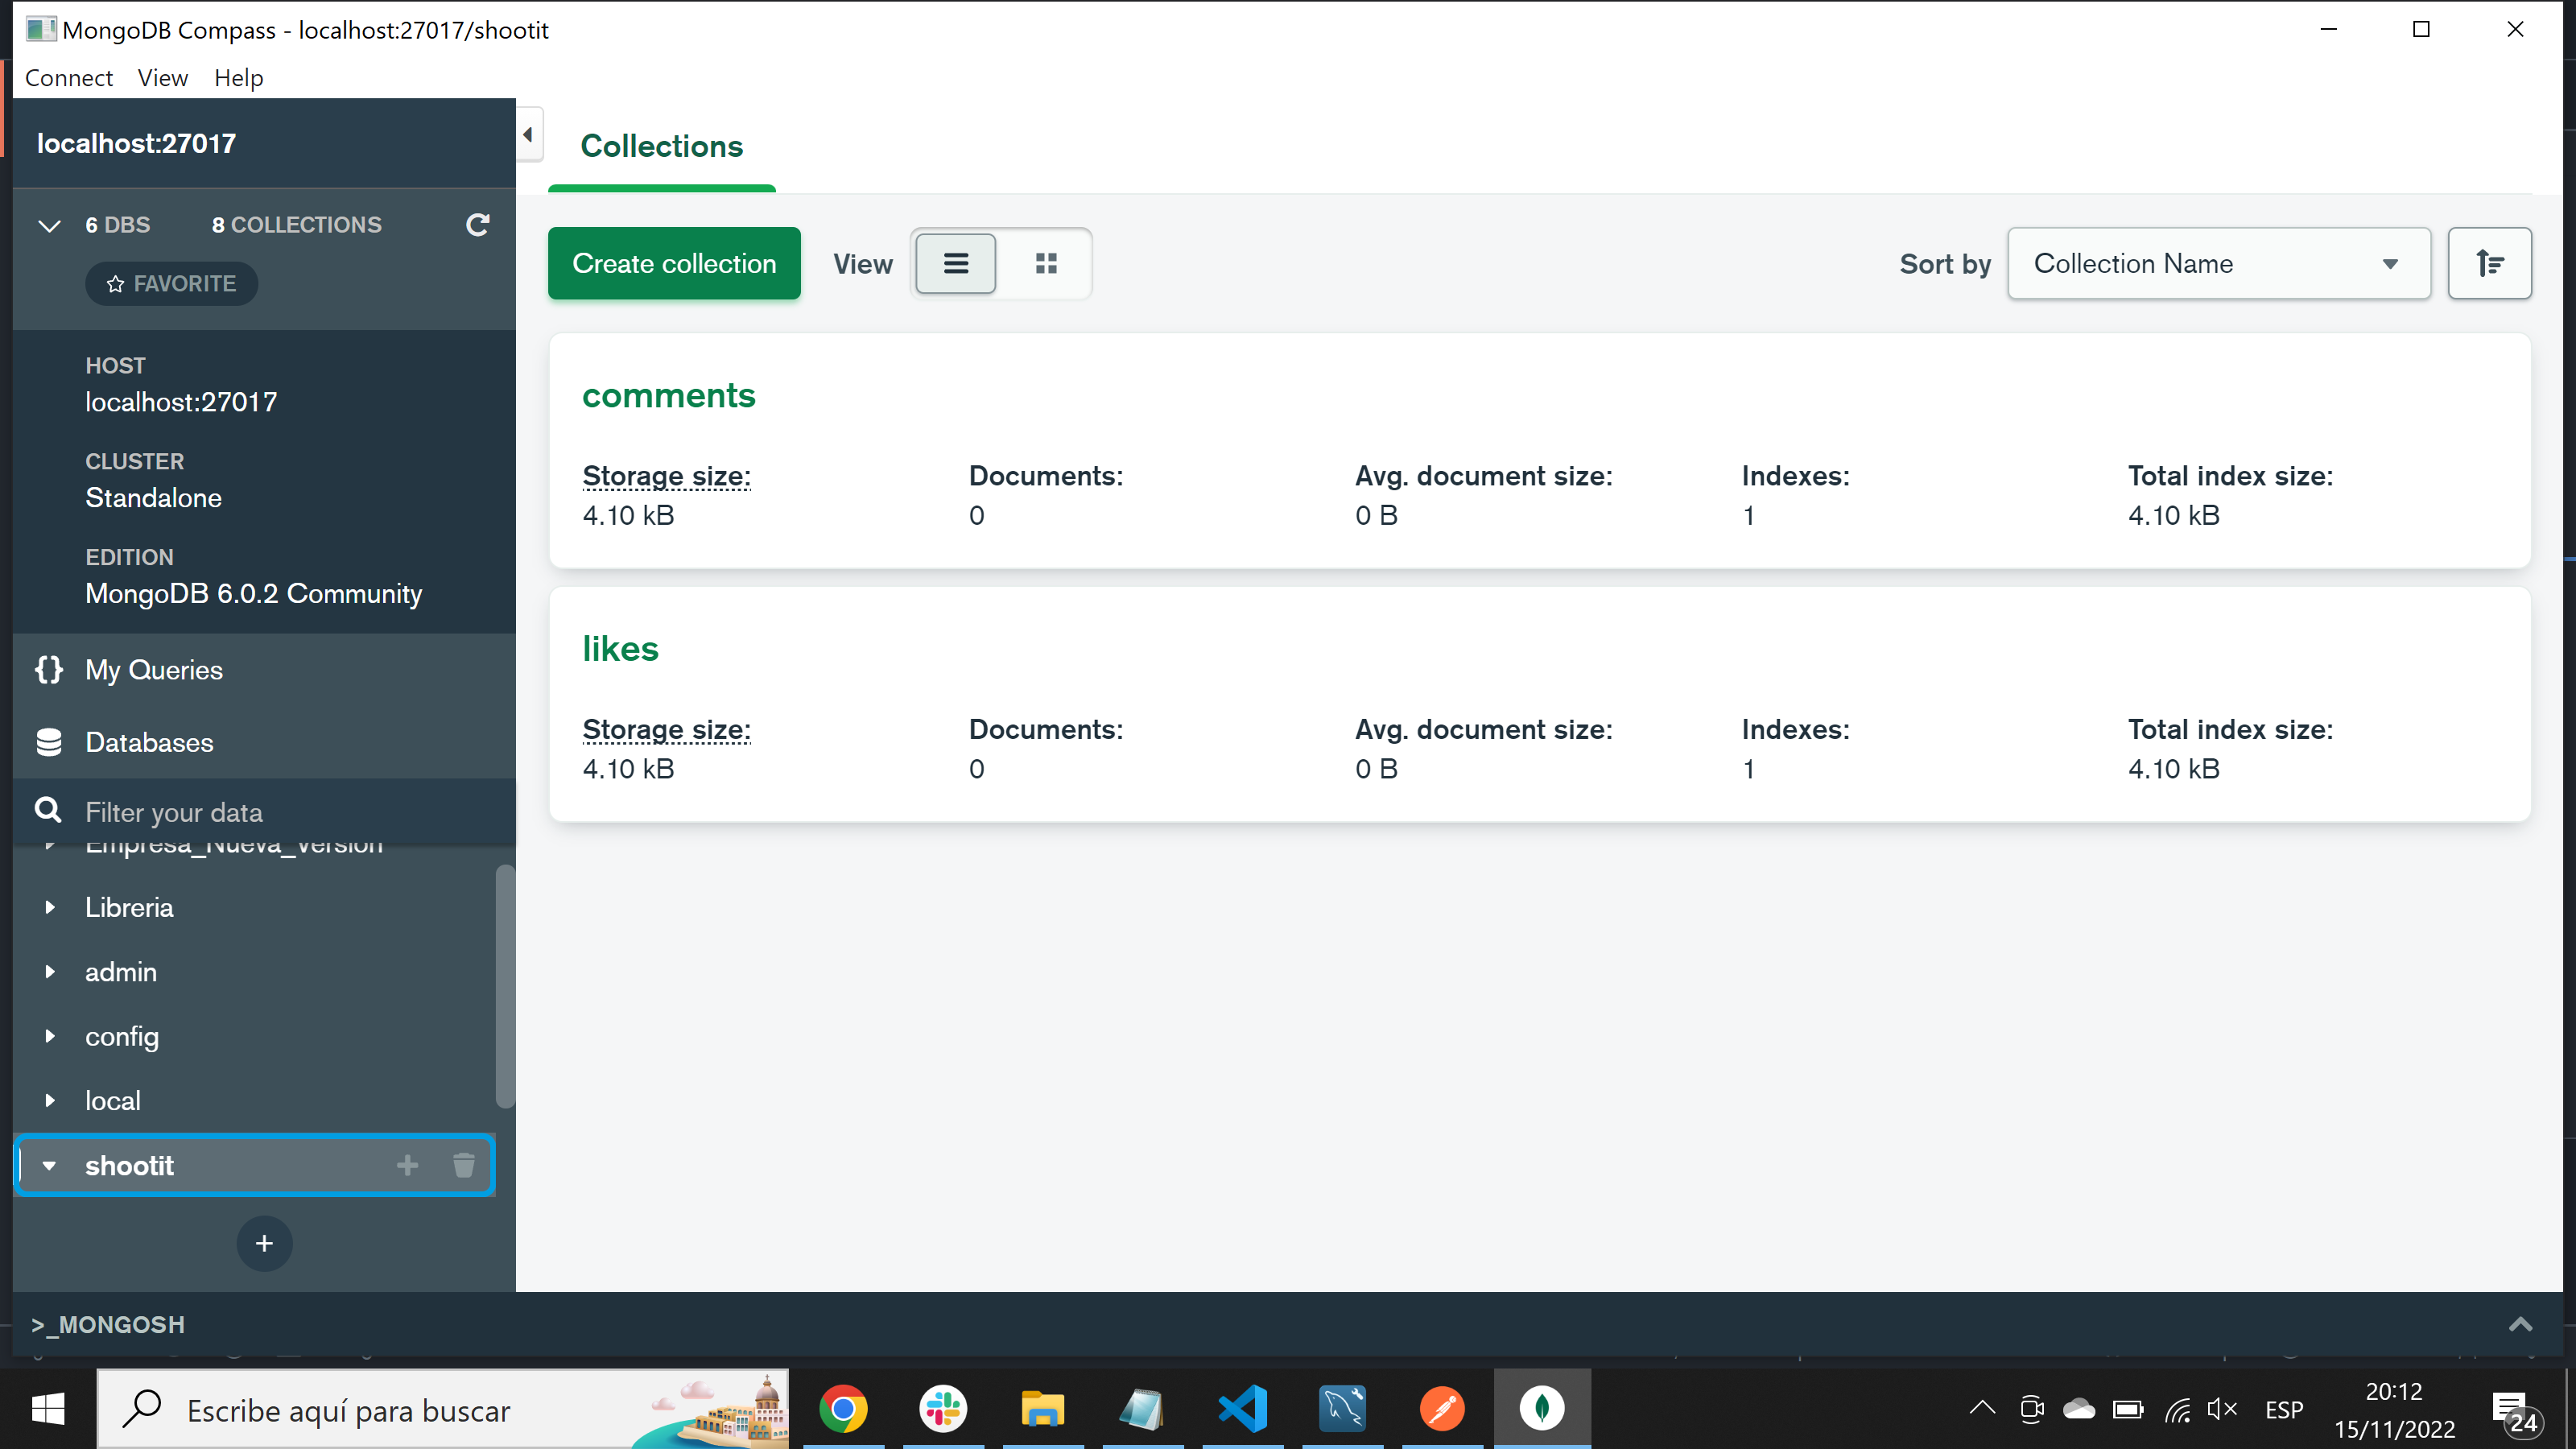 MongoDB Compass - localhost:27017/shootit
Connect View Help
localhost:27017
6 DBS 8 COLLECTIONS
FAVORITE
HOST
localhost:27017
CLUSTER
Standalone
EDITION
MongoDB 6.0.2 Community
My Queries
Databases
Filter your data
Empresa_Nueva_Version
Libreria
admin
config
local
shootit
Collections
Create collection View Sort by Collection Name
comments
Storage size: Documents: Avg. document size: Indexes: Total index size:
4.10 kB 0 0 B 1 4.10 kB
likes
Storage size: Documents: Avg. document size: Indexes: Total index size:
4.10 kB 0 0 B 1 4.10 kB
>_MONGOSH
Escribe aquí para buscar
ESP
20:12
15/11/2022
24